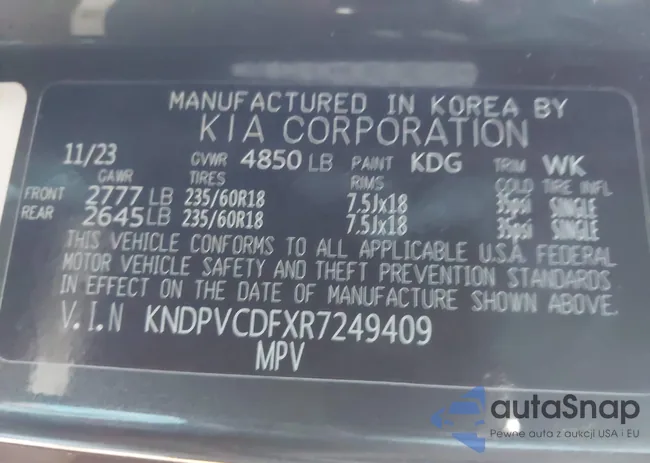 MANUFACTURED IN KOREA BY
KIA CORPORATION
11/23 GVWR 4850 LB PAINT KDG TRIM WK
GAWR TIRES RIMS COLD TIRE INFL
FRONT 2777 LB 235/60R18 7.5Jx18 35psi SINGLE
REAR 2645 LB 235/60R18 7.5Jx18 35psi SINGLE
THIS VEHICLE CONFORMS TO ALL APPLICABLE U.S.A. FEDERAL
MOTOR VEHICLE SAFETY AND THEFT PREVENTION STANDARDS
IN EFFECT ON THE DATE OF MANUFACTURE SHOWN ABOVE.
V.I.N KNDPVCDFXR7249409
MPV
autaSnap
Pewne auta z aukcji USA i EU